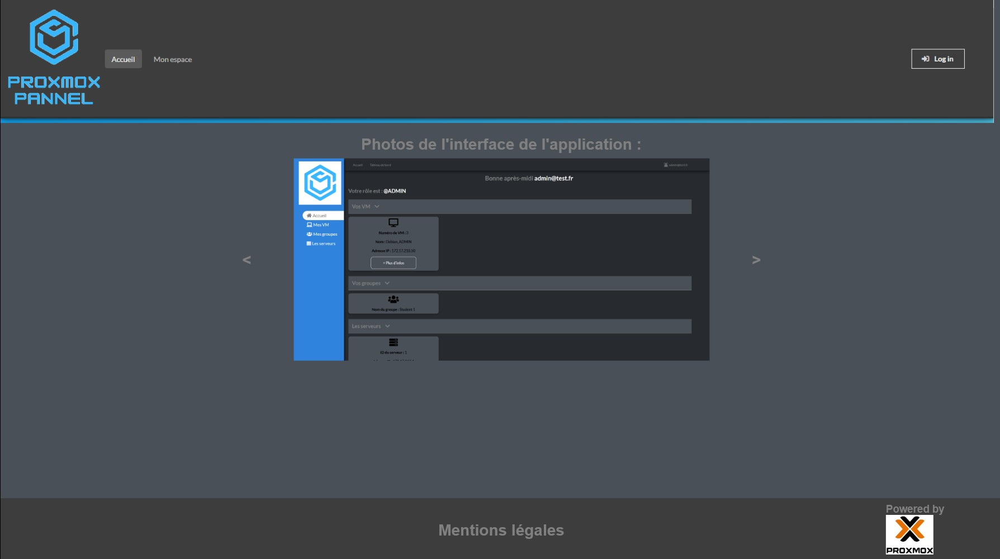 PROXMOX
PANNEL
Accueil
Mon espace
Log in
Photos de l'interface de l'application :
Accueil
Tableau de bord
admin@test.fr
Bonne après-midi admin@test.fr
Votre rôle est : @ADMIN
Accueil
Mes VM
Mes groupes
Les serveurs
Vos VM
Numéro de VM : 3
Nom : Debian_ADMIN
Adresse IP : 172.17.218.50
+ Plus d'infos
Vos groupes
Nom du groupe : Student 1
Les serveurs
ID du serveur : 1
<
>
Mentions légales
Powered by
PROXMOX